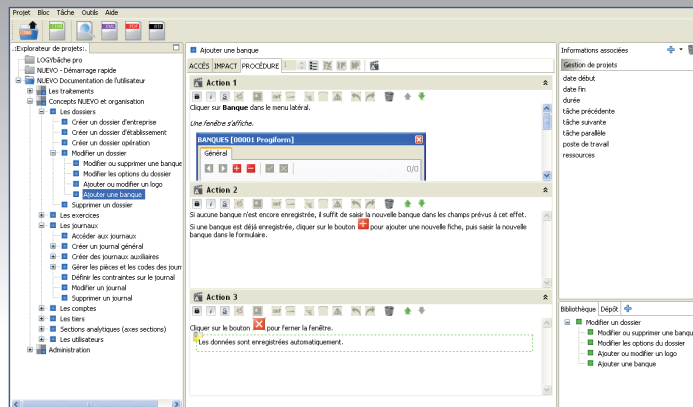 Projet Bloc Tâche Outils Aide
XML PDF RTF
.:Explorateur de projets:.
LOGYbâche pro
NUEVO - Démarrage rapide
NUEVO Documentation de l'utilisateur
Les traitements
Concepts NUEVO et organisation
Les dossiers
Créer un dossier d'entreprise
Créer un dossier d'établissement
Créer un dossier opération
Modifier un dossier
Modifier ou supprimer une banque
Modifier les options du dossier
Ajouter ou modifier un logo
Ajouter une banque
Supprimer un dossier
Les exercices
Les journaux
Accéder aux journaux
Créer un journal général
Créer des journaux auxiliaires
Gérer les pièces et les codes des journ
Définir les contraintes sur le journal
Modifier un journal
Supprimer un journal
Les comptes
Les tiers
Sections analytiques (axes sections)
Les utilisateurs
Administration
Ajouter une banque
ACCÈS IMPACT PROCÉDURE
Action 1
Cliquer sur Banque dans le menu latéral.
Une fenêtre s'affiche.
BANQUES [00001 Progiform]
Général
0/0
Action 2
Si aucune banque n'est encore enregistrée, il suffit de saisir la nouvelle banque dans les champs prévus à cet effet.
Si une banque est déjà enregistrée, cliquer sur le bouton pour ajouter une nouvelle fiche, puis saisir la nouvelle
banque dans le formulaire.
Action 3
Cliquer sur le bouton pour fermer la fenêtre.
Les données sont enregistrées automatiquement.
Informations associées
Gestion de projets
date début
date fin
durée
tâche précédente
tâche suivante
tâche parallèle
poste de travail
ressources
Bibliothèque Dépôt
Modifier un dossier
Modifier ou supprimer une banqu
Modifier les options du dossier
Ajouter ou modifier un logo
Ajouter une banque